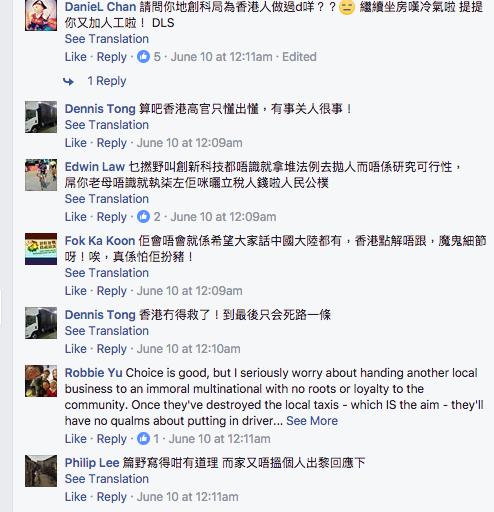 DanieL Chan 請問你地創科局為香港人做過d咩？？😑 繼續坐房嘆冷氣啦 提提
你又加人工啦！ DLS
See Translation
Like · Reply · 5 · June 10 at 12:11am · Edited
1 Reply
Dennis Tong 算吧香港高官只懂出懂，有事关人很事！
See Translation
Like · Reply · June 10 at 12:09am
Edwin Law 乜撚野叫創新科技都唔識就拿堆法例去拋人而唔係研究可行性，
屌你老母唔識就執柒左佢咪曬立稅人錢啦人民公樸
See Translation
Like · Reply · 2 · June 10 at 12:09am
Fok Ka Koon 佢會唔會就係希望大家話中國大陸都有，香港點解唔跟，魔鬼細節
呀！唉，真係怕佢扮豬！
See Translation
Like · Reply · June 10 at 12:09am
Dennis Tong 香港冇得救了！到最後只会死路一條
See Translation
Like · Reply · June 10 at 12:10am
Robbie Yu Choice is good, but I seriously worry about handing another local
business to an immoral multinational with no roots or loyalty to the
community. Once they've destroyed the local taxis - which IS the aim - they'll
have no qualms about putting in driver... See More
Like · Reply · 1 · June 10 at 12:11am
Philip Lee 篇野寫得咁有道理 而家又唔搵個人出黎回應下
See Translation
Like · Reply · June 10 at 12:11am